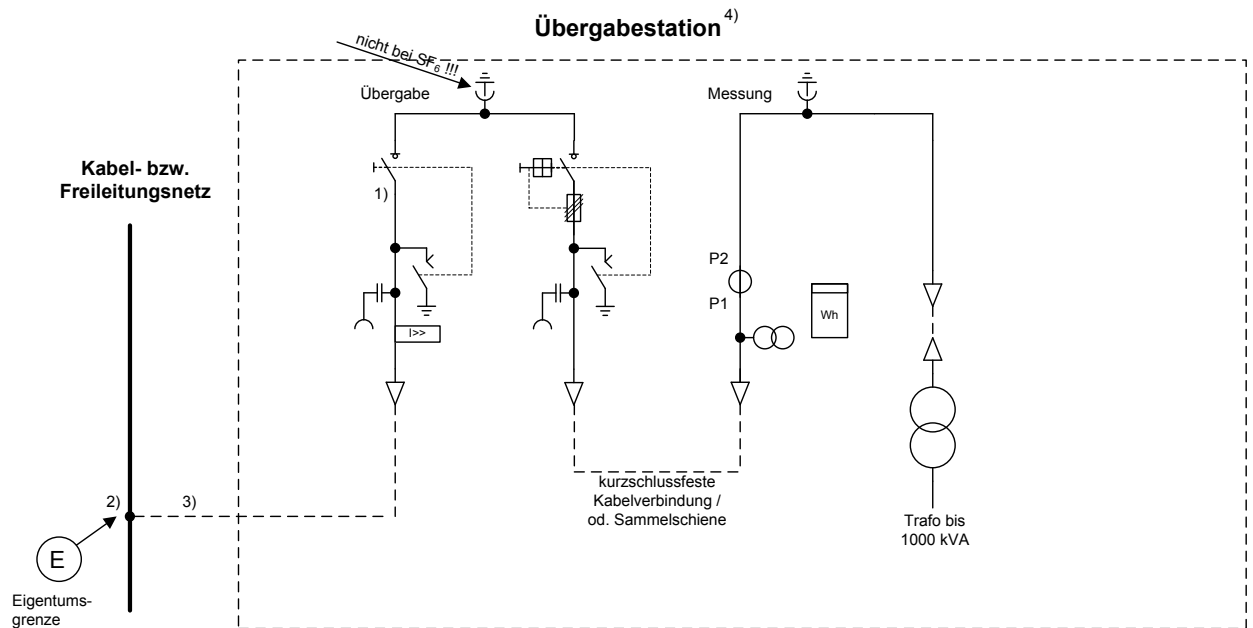 Übergabestation 4)
nicht bei SF6 !!!
Übergabe
Messung
Kabel- bzw.
Freileitungsnetz
1)
P2
P1
Wh
I>>
2)
3)
kurzschlussfeste
Kabelverbindung /
od. Sammelschiene
Trafo bis
1000 kVA
E
Eigentums-
grenze